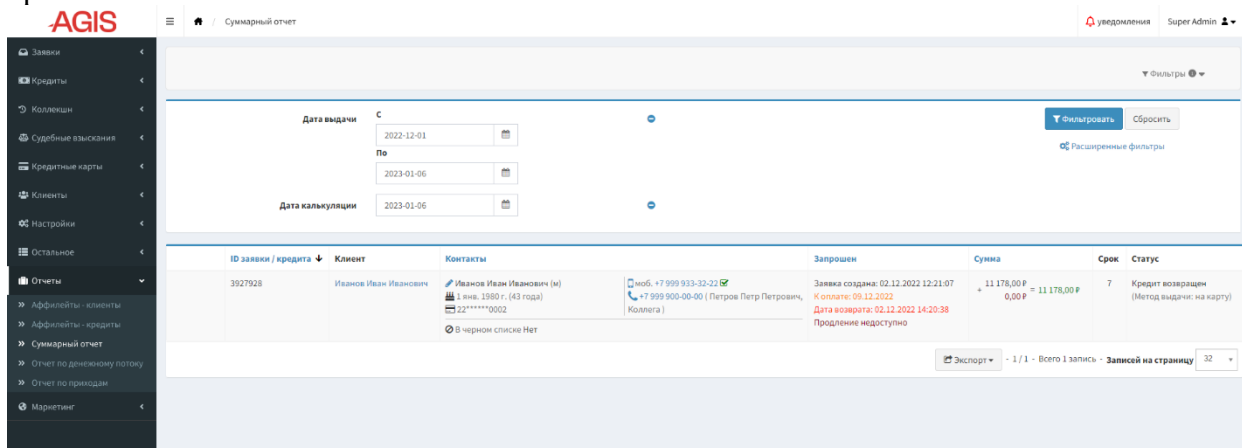 AGIS
Суммарный отчет
уведомления
Super Admin
Заявки
Кредиты
Коллекшн
Судебные взыскания
Кредитные карты
Клиенты
Настройки
Остальное
Отчеты
Аффилейты - клиенты
Аффилейты - кредиты
Суммарный отчет
Отчет по денежному потоку
Отчет по приходам
Маркетинг
Фильтры
Дата выдачи
С
2022-12-01
По
2023-01-06
Дата калькуляции
2023-01-06
Фильтровать
Сбросить
Расширенные фильтры
ID заявки / кредита Клиент Контакты Запрошен Сумма Срок Статус
3927928
Иванов Иван Иванович
Иванов Иван Иванович (м)
1 янв. 1980 г. (43 года)
22******0002
В черном списке Нет
моб. +7 999 933-32-22
+7 999 900-00-00 ( Петров Петр Петрович,
Коллега )
Заявка создана: 02.12.2022 12:21:07
К оплате: 09.12.2022
Дата возврата: 02.12.2022 14:20:38
Продление недоступно
+ 11 178,00 ₽
0,00 ₽ = 11 178,00 ₽
7
Кредит возвращен
(Метод выдачи: на карту)
Экспорт - 1 / 1 - Всего 1 запись - Записей на страницу 32